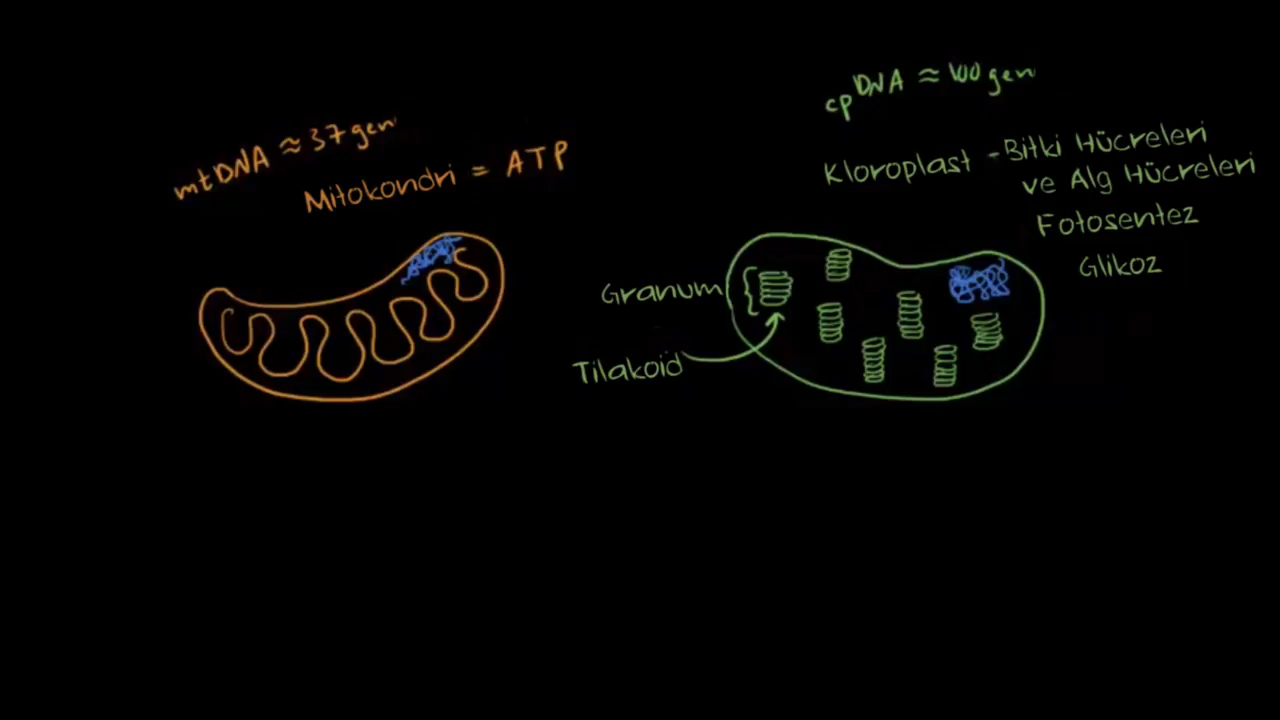 mtDNA ≈ 37 gen
Mitokondri = ATP
cpDNA ≈ 100 gen
Kloroplast - Bitki Hücreleri
ve Alg Hücreleri
Fotosentez
Glikoz
Granum
Tilakoid